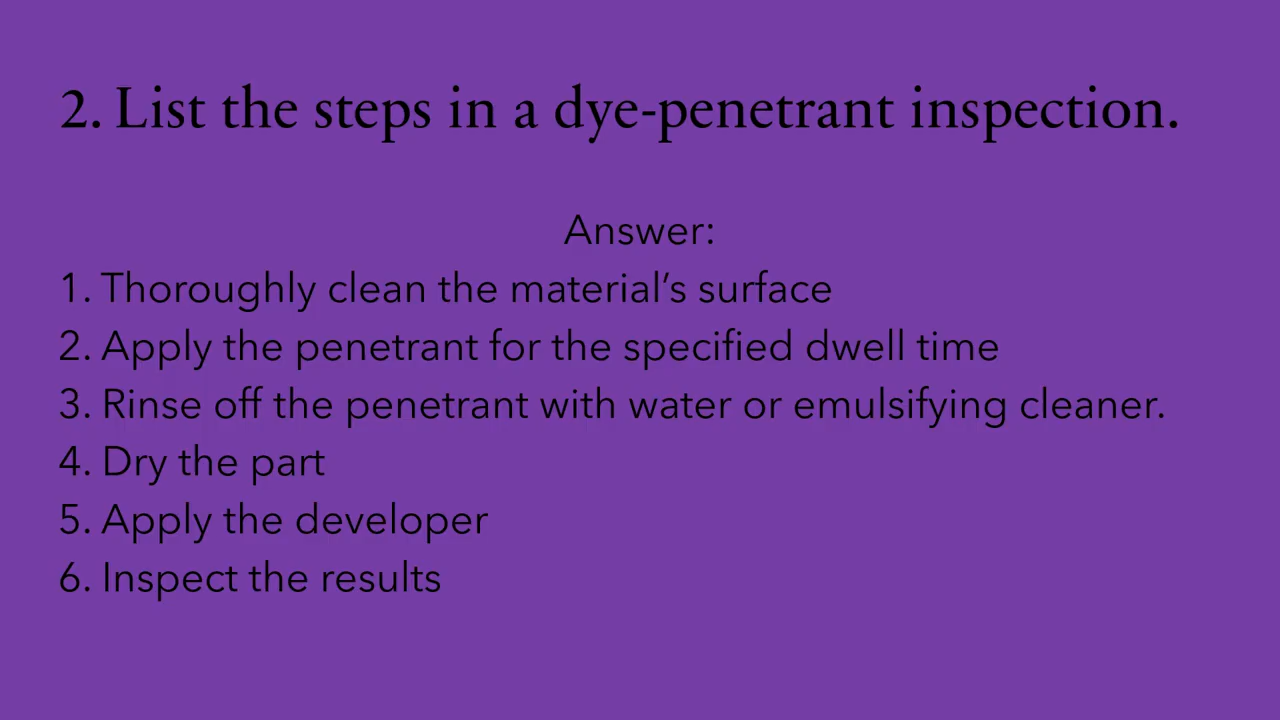 2. List the steps in a dye-penetrant inspection.
Answer:
1. Thoroughly clean the material’s surface
2. Apply the penetrant for the specified dwell time
3. Rinse off the penetrant with water or emulsifying cleaner.
4. Dry the part
5. Apply the developer
6. Inspect the results